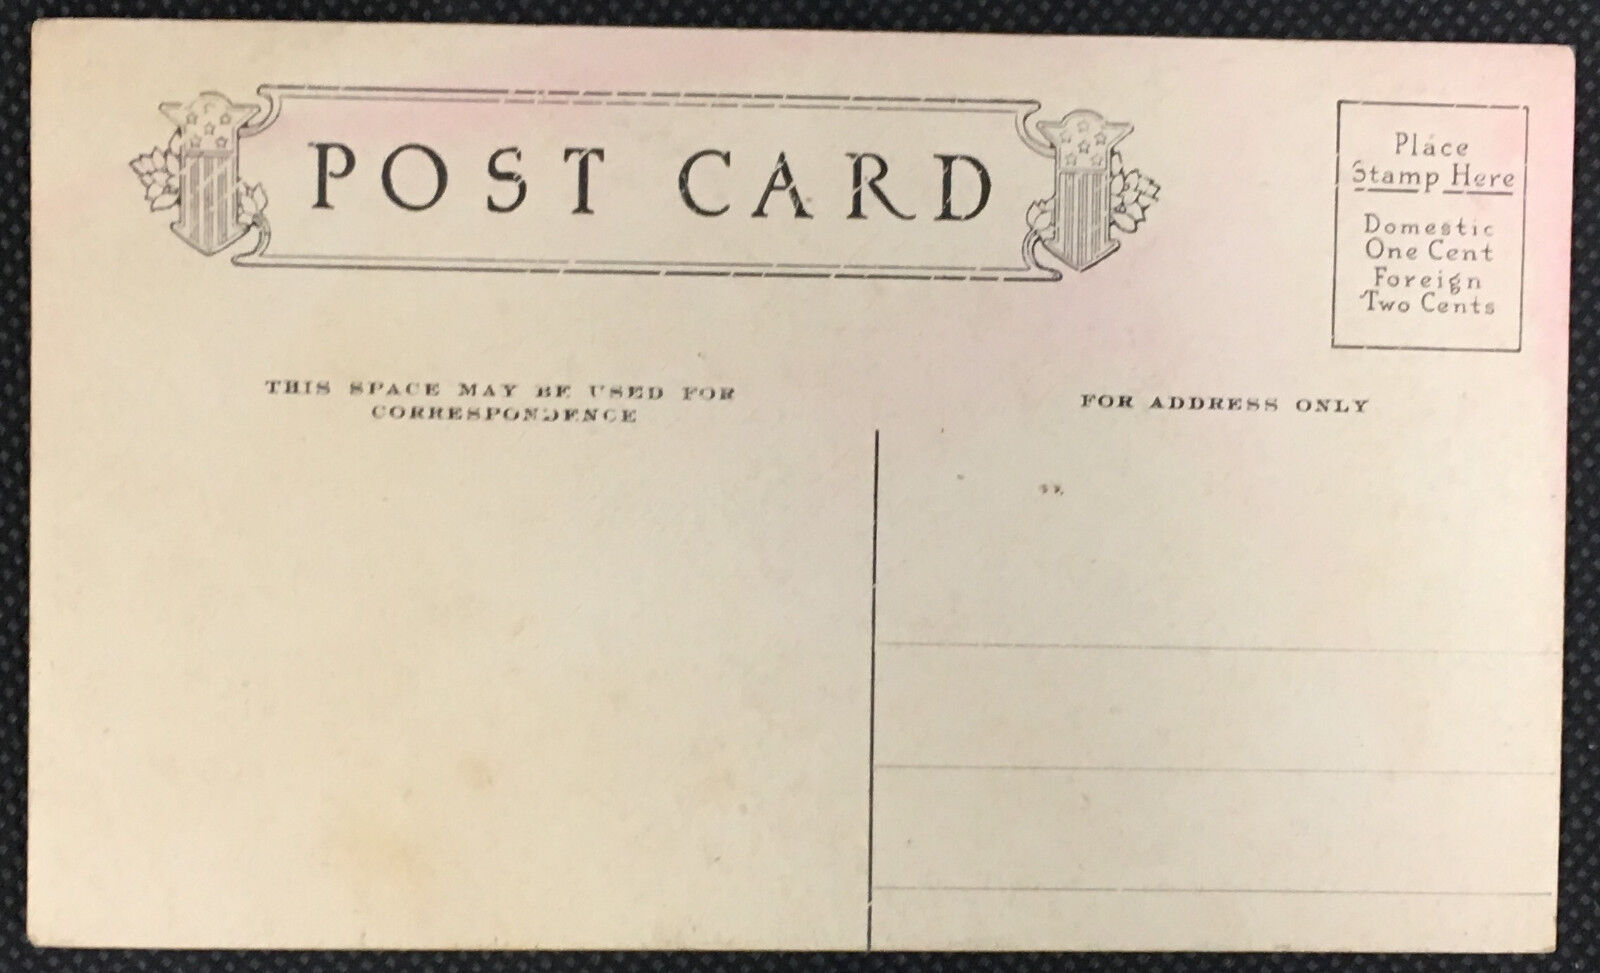 POST CARD
Place
Stamp Here
Domestic
One Cent
Foreign
Two Cents
THIS SPACE MAY BE USED FOR
CORRESPONDENCE
FOR ADDRESS ONLY